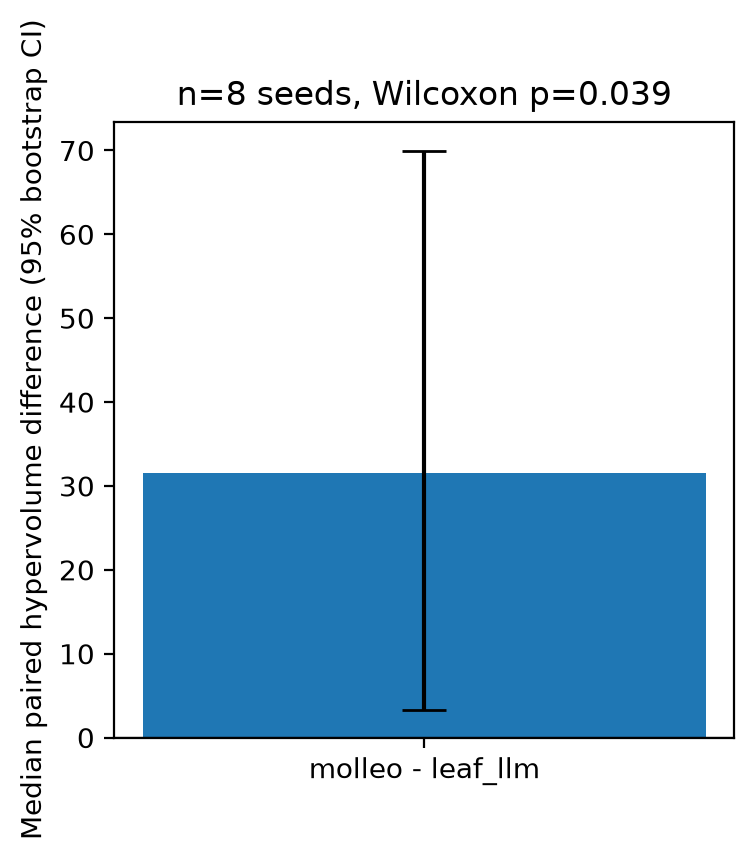 n=8 seeds, Wilcoxon p=0.039
Median paired hypervolume difference (95% bootstrap CI)
70
60
50
40
30
20
10
0
molleo - leaf_llm